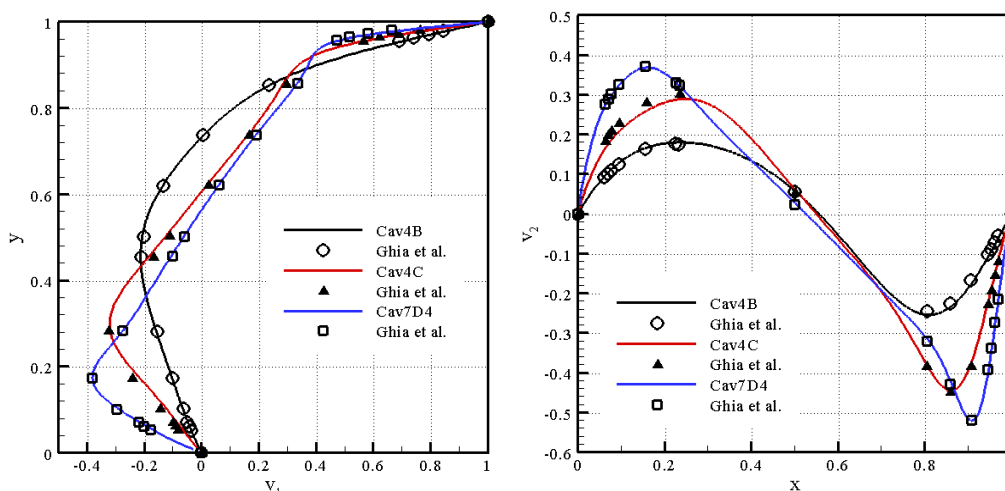 1
0.8
0.6
0.4
0.2
0
y
-0.4 -0.2 0 0.2 0.4 0.6 0.8 1
Cav4B
Ghia et al.
Cav4C
Ghia et al.
Cav7D4
Ghia et al.
0.5
0.4
0.3
0.2
0.1
0
-0.1
-0.2
-0.3
-0.4
-0.5
-0.6
v2
0 0.2 0.4 0.6 0.8
x
Cav4B
Ghia et al.
Cav4C
Ghia et al.
Cav7D4
Ghia et al.